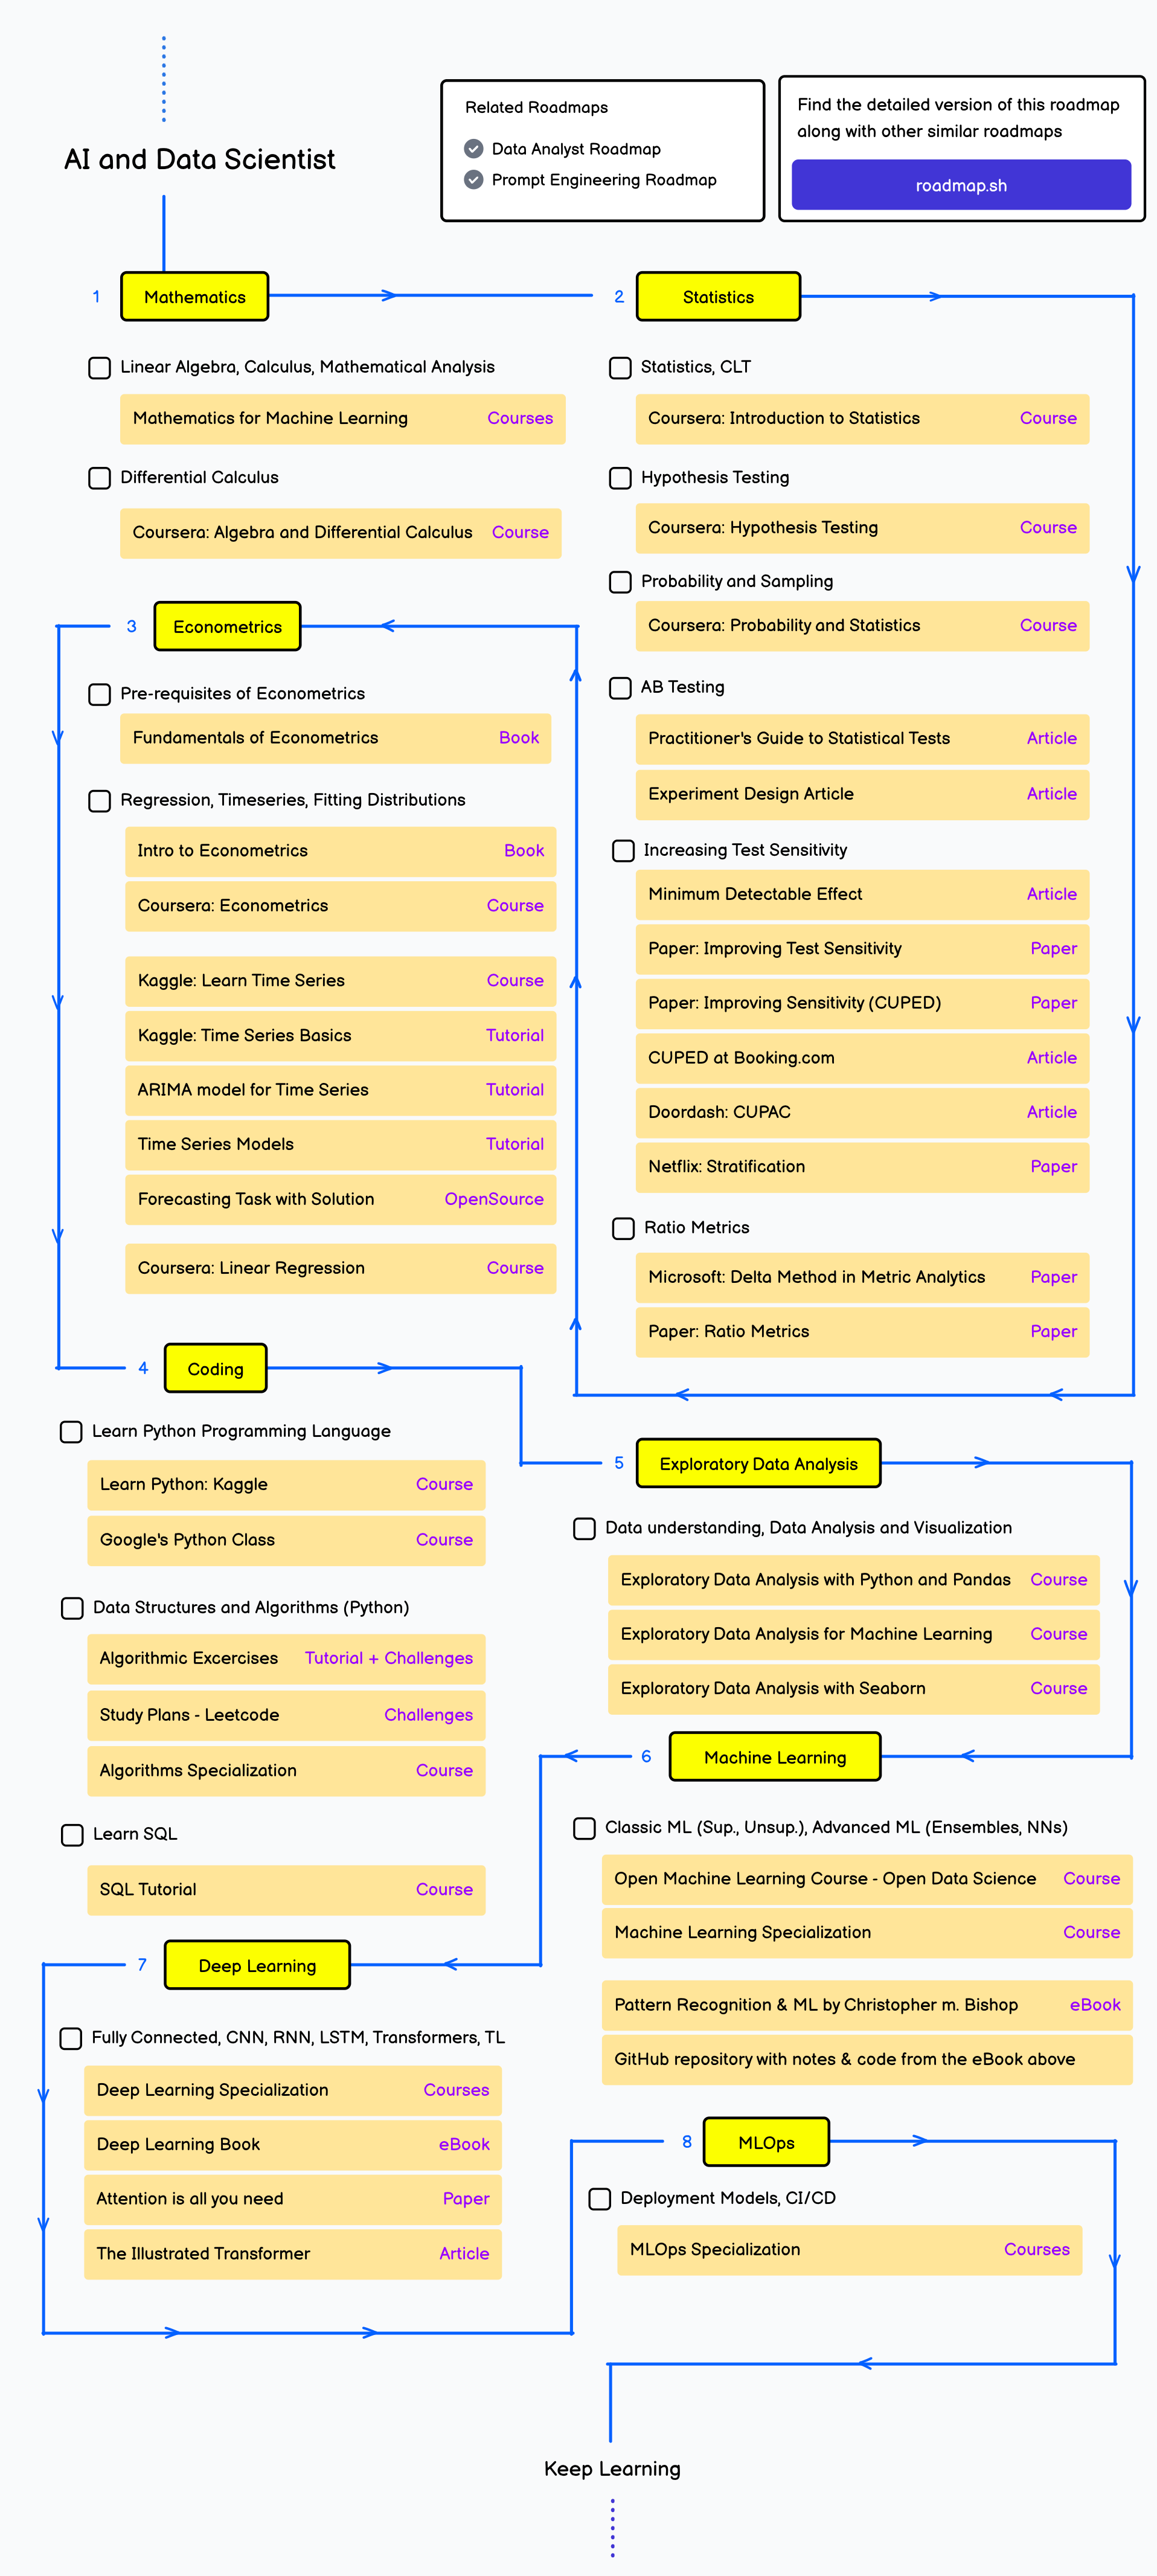 AI and Data Scientist
Related Roadmaps
Data Analyst Roadmap
Prompt Engineering Roadmap
Find the detailed version of this roadmap
along with other similar roadmaps
roadmap.sh
1 Mathematics
Linear Algebra, Calculus, Mathematical Analysis
Mathematics for Machine Learning Courses
Differential Calculus
Coursera: Algebra and Differential Calculus Course
2 Statistics
Statistics, CLT
Coursera: Introduction to Statistics Course
Hypothesis Testing
Coursera: Hypothesis Testing Course
Probability and Sampling
Coursera: Probability and Statistics Course
AB Testing
Practitioner's Guide to Statistical Tests Article
Experiment Design Article Article
Increasing Test Sensitivity
Minimum Detectable Effect Article
Paper: Improving Test Sensitivity Paper
Paper: Improving Sensitivity (CUPED) Paper
CUPED at Booking.com Article
Doordash: CUPAC Article
Netflix: Stratification Paper
Ratio Metrics
Microsoft: Delta Method in Metric Analytics Paper
Paper: Ratio Metrics Paper
3 Econometrics
Pre-requisites of Econometrics
Fundamentals of Econometrics Book
Regression, Timeseries, Fitting Distributions
Intro to Econometrics Book
Coursera: Econometrics Course
Kaggle: Learn Time Series Course
Kaggle: Time Series Basics Tutorial
ARIMA model for Time Series Tutorial
Time Series Models Tutorial
Forecasting Task with Solution OpenSource
Coursera: Linear Regression Course
4 Coding
Learn Python Programming Language
Learn Python: Kaggle Course
Google's Python Class Course
Data Structures and Algorithms (Python)
Algorithmic Excercises Tutorial + Challenges
Study Plans - Leetcode Challenges
Algorithms Specialization Course
Learn SQL
SQL Tutorial Course
5 Exploratory Data Analysis
Data understanding, Data Analysis and Visualization
Exploratory Data Analysis with Python and Pandas Course
Exploratory Data Analysis for Machine Learning Course
Exploratory Data Analysis with Seaborn Course
6 Machine Learning
Classic ML (Sup., Unsup.), Advanced ML (Ensembles, NNs)
Open Machine Learning Course - Open Data Science Course
Machine Learning Specialization Course
Pattern Recognition & ML by Christopher m. Bishop eBook
GitHub repository with notes & code from the eBook above
7 Deep Learning
Fully Connected, CNN, RNN, LSTM, Transformers, TL
Deep Learning Specialization Courses
Deep Learning Book eBook
Attention is all you need Paper
The Illustrated Transformer Article
8 MLOps
Deployment Models, CI/CD
MLOps Specialization Courses
Keep Learning